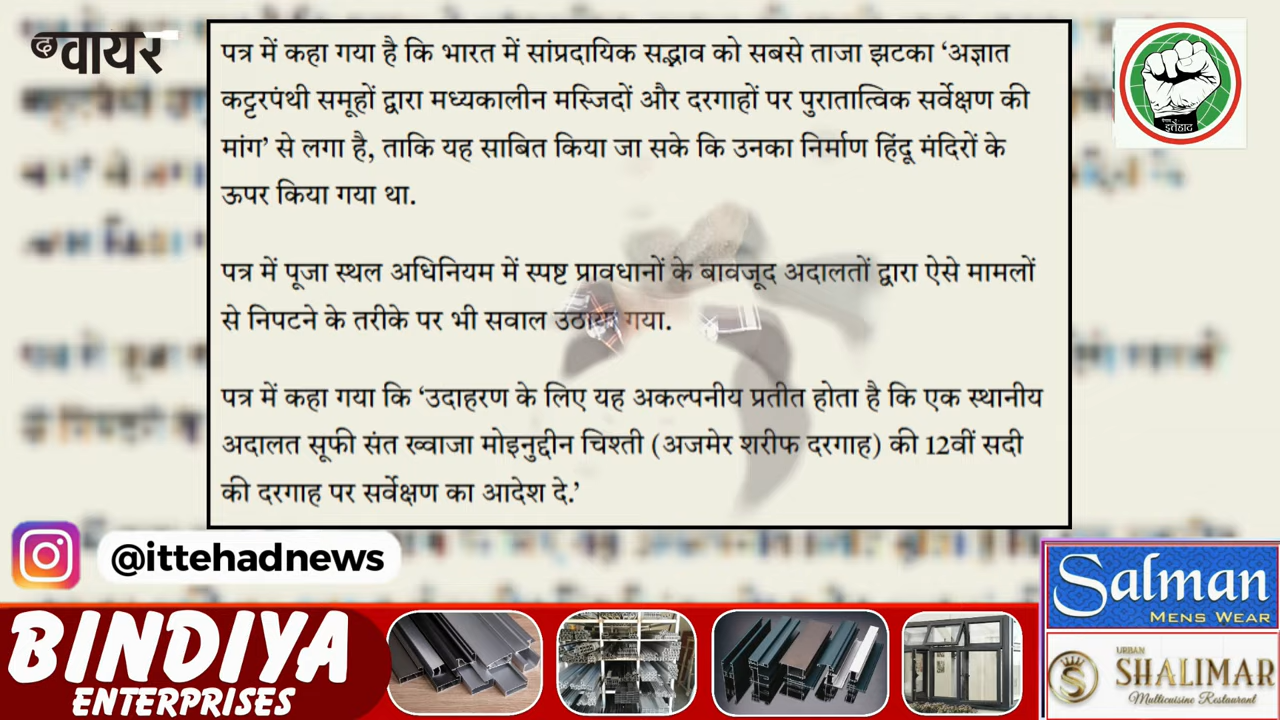 द वायर
पत्र में कहा गया है कि भारत में सांप्रदायिक सद्भाव को सबसे ताजा झटका ‘अज्ञात
कट्टरपंथी समूहों द्वारा मध्यकालीन मस्जिदों और दरगाहों पर पुरातात्विक सर्वेक्षण की
मांग’ से लगा है, ताकि यह साबित किया जा सके कि उनका निर्माण हिंदू मंदिरों के
ऊपर किया गया था.
पत्र में पूजा स्थल अधिनियम में स्पष्ट प्रावधानों के बावजूद अदालतों द्वारा ऐसे मामलों
से निपटने के तरीके पर भी सवाल उठाया गया.
पत्र में कहा गया कि ‘उदाहरण के लिए यह अकल्पनीय प्रतीत होता है कि एक स्थानीय
अदालत सूफी संत ख्वाजा मोइनुद्दीन चिश्ती (अजमेर शरीफ दरगाह) की 12वीं सदी
की दरगाह पर सर्वेक्षण का आदेश दे.’
इत्तेहाद
@ittehadnews
BINDIYA
ENTERPRISES
Salman
MENS WEAR
URBAN
SHALIMAR
Multicuisine Restaurant